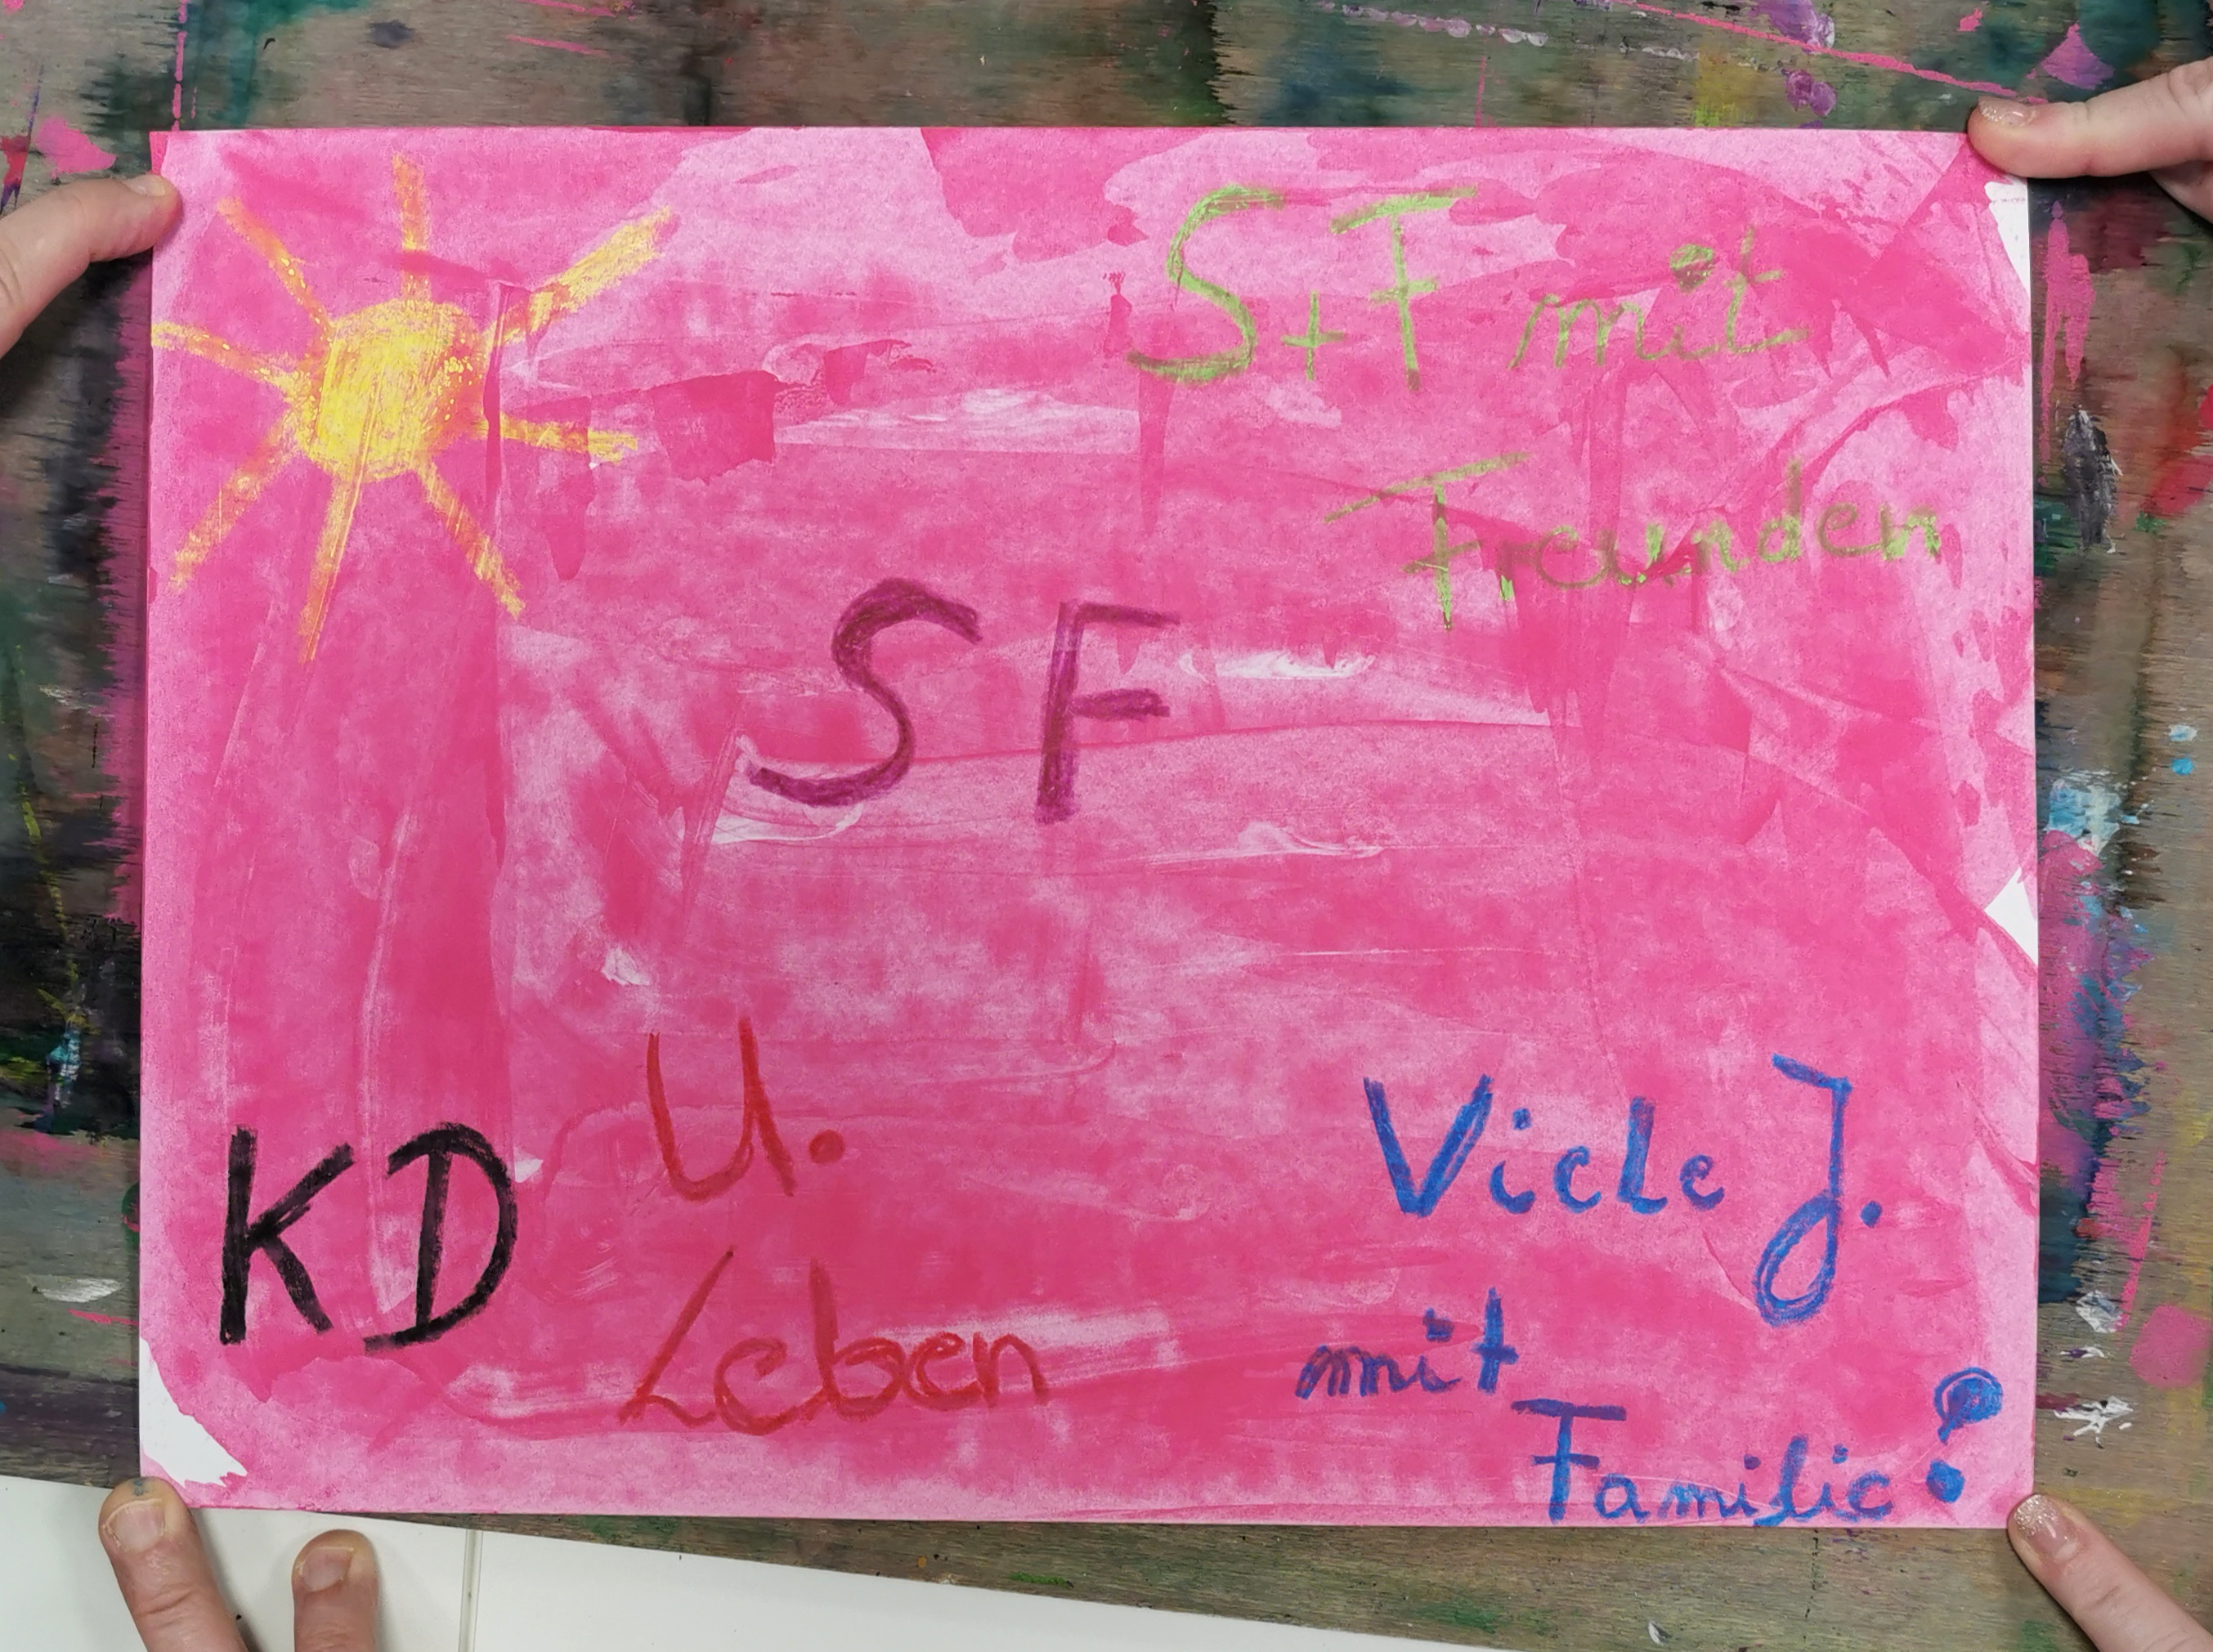 S+F mit
Freunden
SF
KD
U.
Leben
Viele J.
mit
Familie!